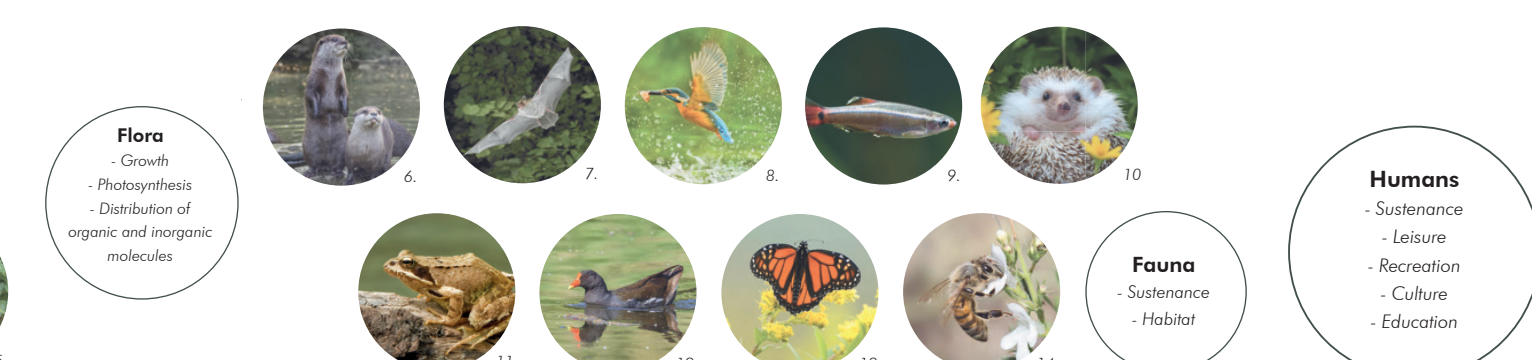 Flora
- Growth
- Photosynthesis
- Distribution of
organic and inorganic
molecules
6.
7.
8.
9.
10
Fauna
- Sustenance
- Habitat
Humans
- Sustenance
- Leisure
- Recreation
- Culture
- Education